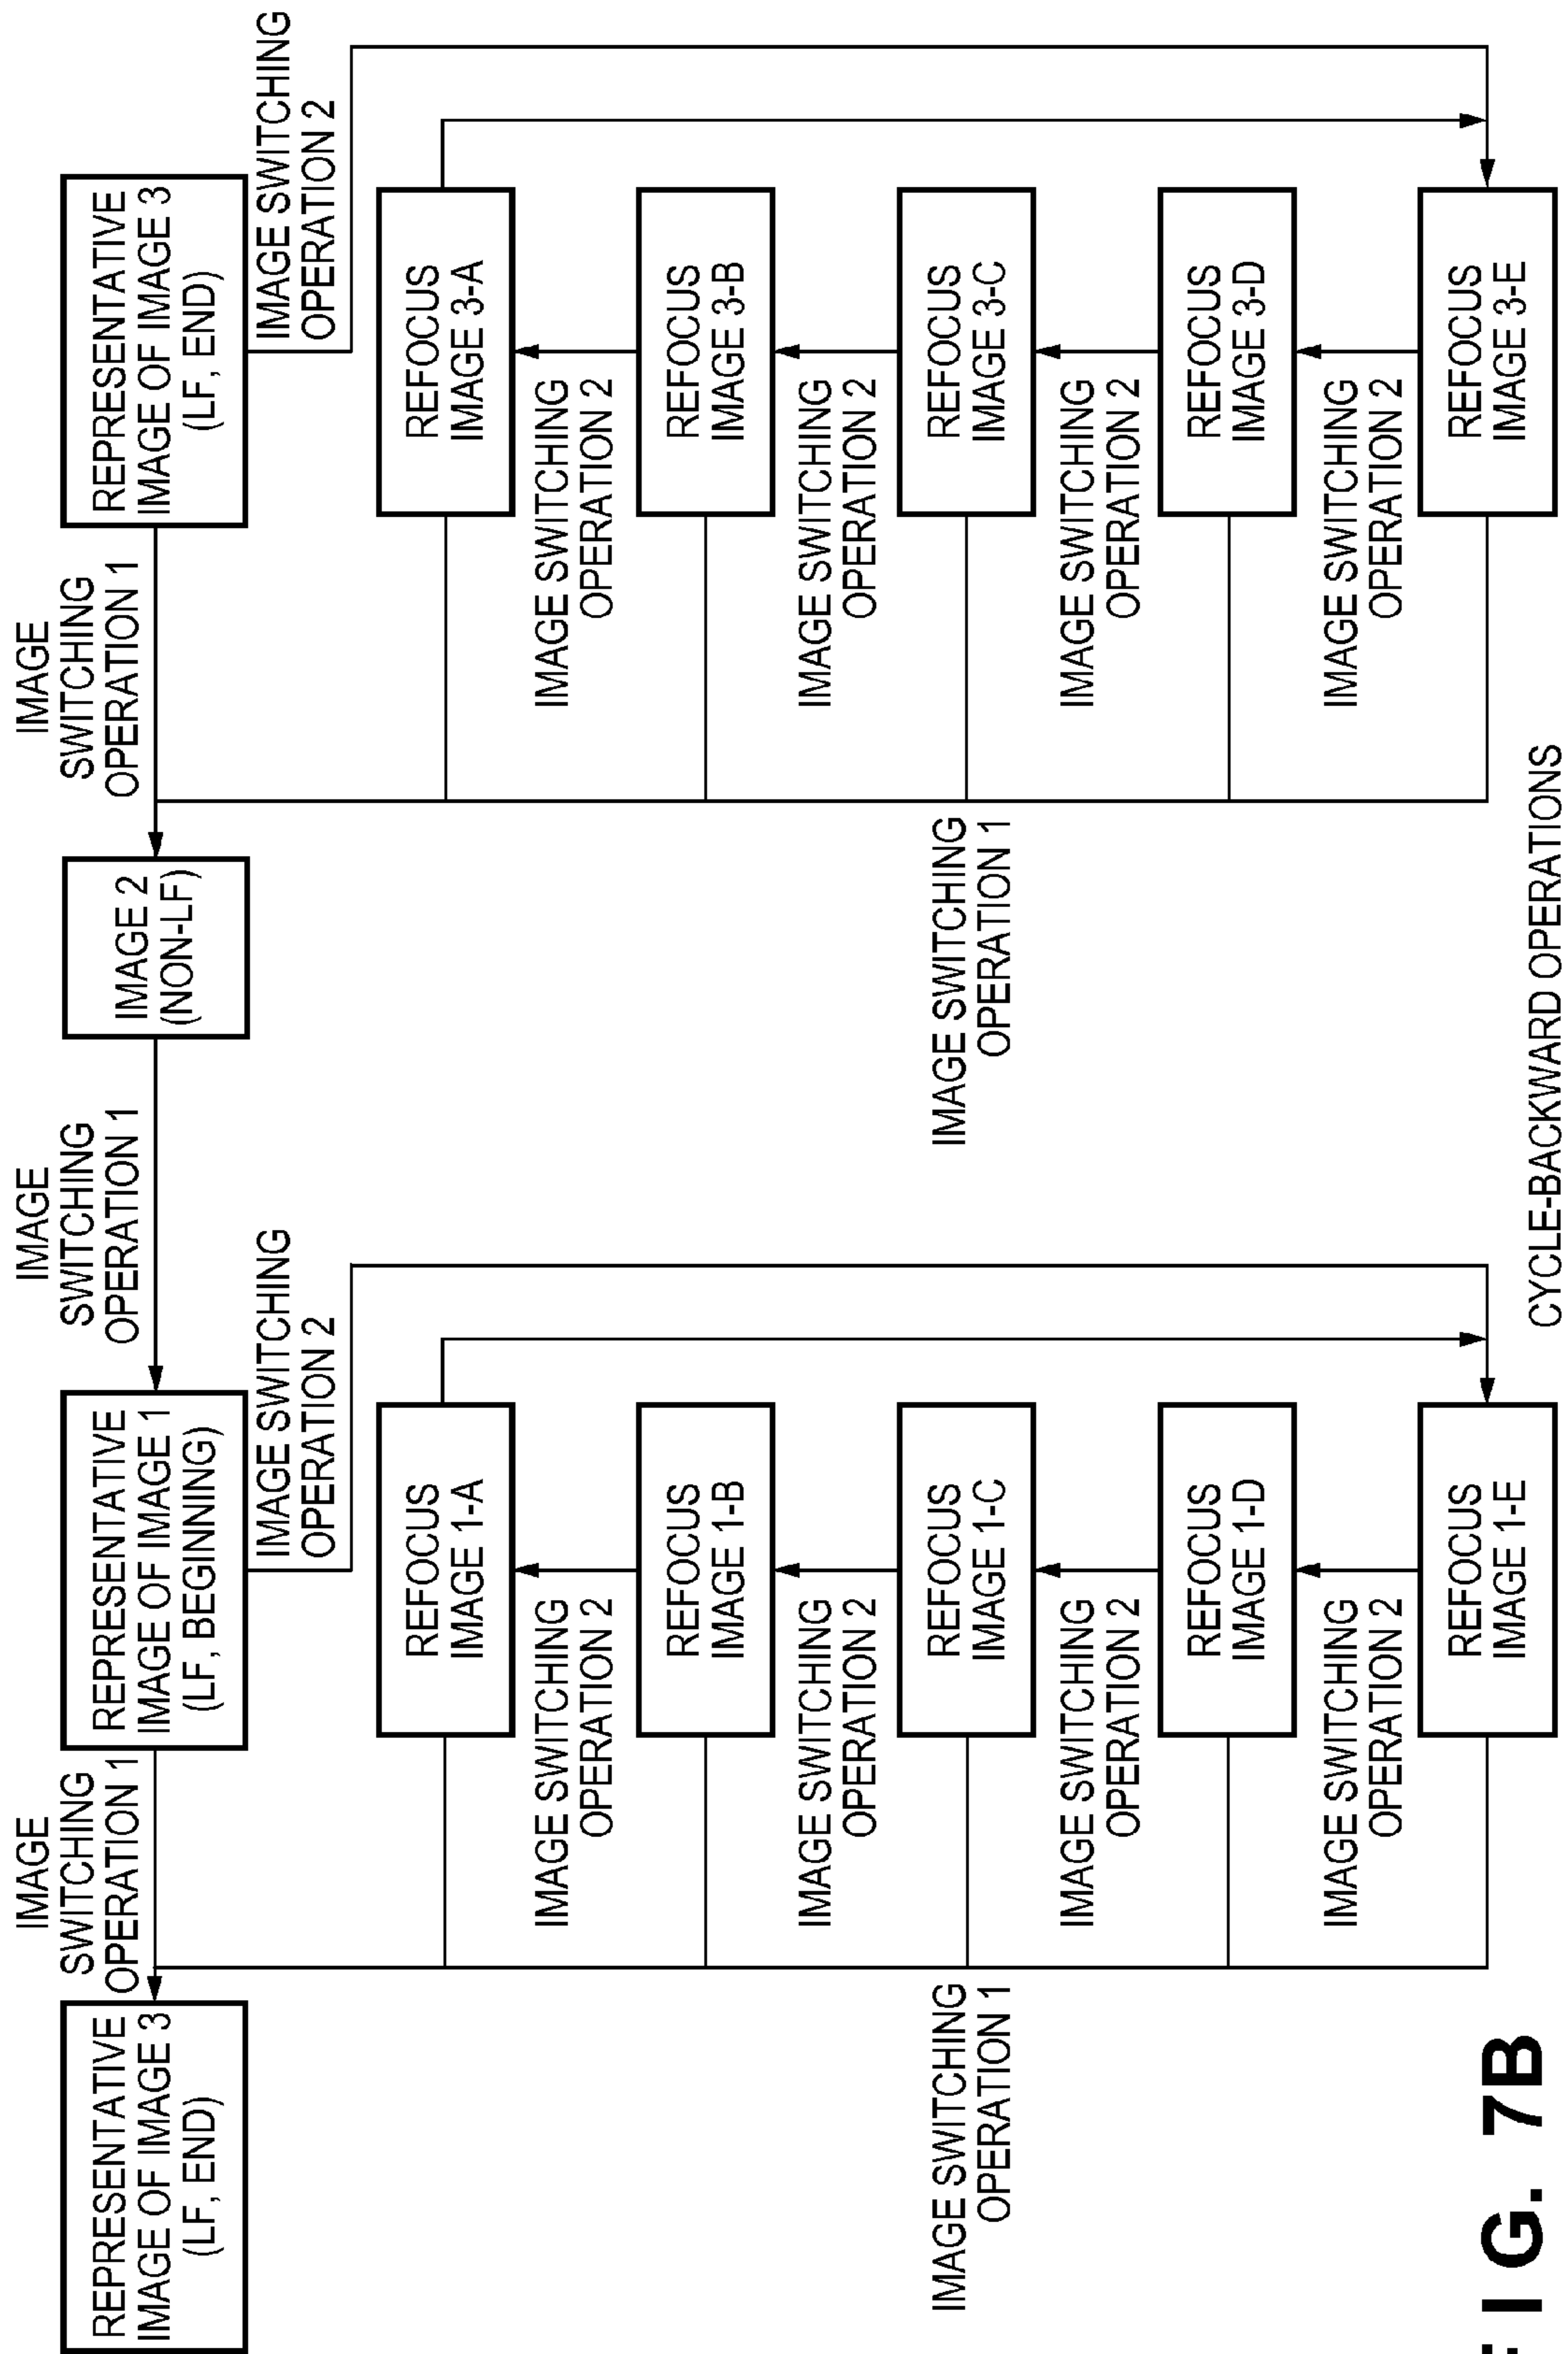 IMAGE
SWITCHING
OPERATION 1
IMAGE
SWITCHING
OPERATION 1
IMAGE
SWITCHING
OPERATION 1
REPRESENTATIVE
IMAGE OF IMAGE 3
(LF, END)
REPRESENTATIVE
IMAGE OF IMAGE 1
(LF, BEGINNING)
IMAGE 2
(NON-LF)
REPRESENTATIVE
IMAGE OF IMAGE 3
(LF, END)
IMAGE SWITCHING
OPERATION 2
IMAGE SWITCHING
OPERATION 2
REFOCUS
IMAGE 1-A
REFOCUS
IMAGE 3-A
IMAGE SWITCHING
OPERATION 2
IMAGE SWITCHING
OPERATION 2
REFOCUS
IMAGE 1-B
REFOCUS
IMAGE 3-B
IMAGE SWITCHING
OPERATION 2
IMAGE SWITCHING
OPERATION 2
IMAGE SWITCHING
OPERATION 1
REFOCUS
IMAGE 1-C
IMAGE SWITCHING
OPERATION 1
REFOCUS
IMAGE 3-C
IMAGE SWITCHING
OPERATION 2
IMAGE SWITCHING
OPERATION 2
REFOCUS
IMAGE 1-D
REFOCUS
IMAGE 3-D
IMAGE SWITCHING
OPERATION 2
IMAGE SWITCHING
OPERATION 2
REFOCUS
IMAGE 1-E
REFOCUS
IMAGE 3-E
FIG. 7B
CYCLE-BACKWARD OPERATIONS